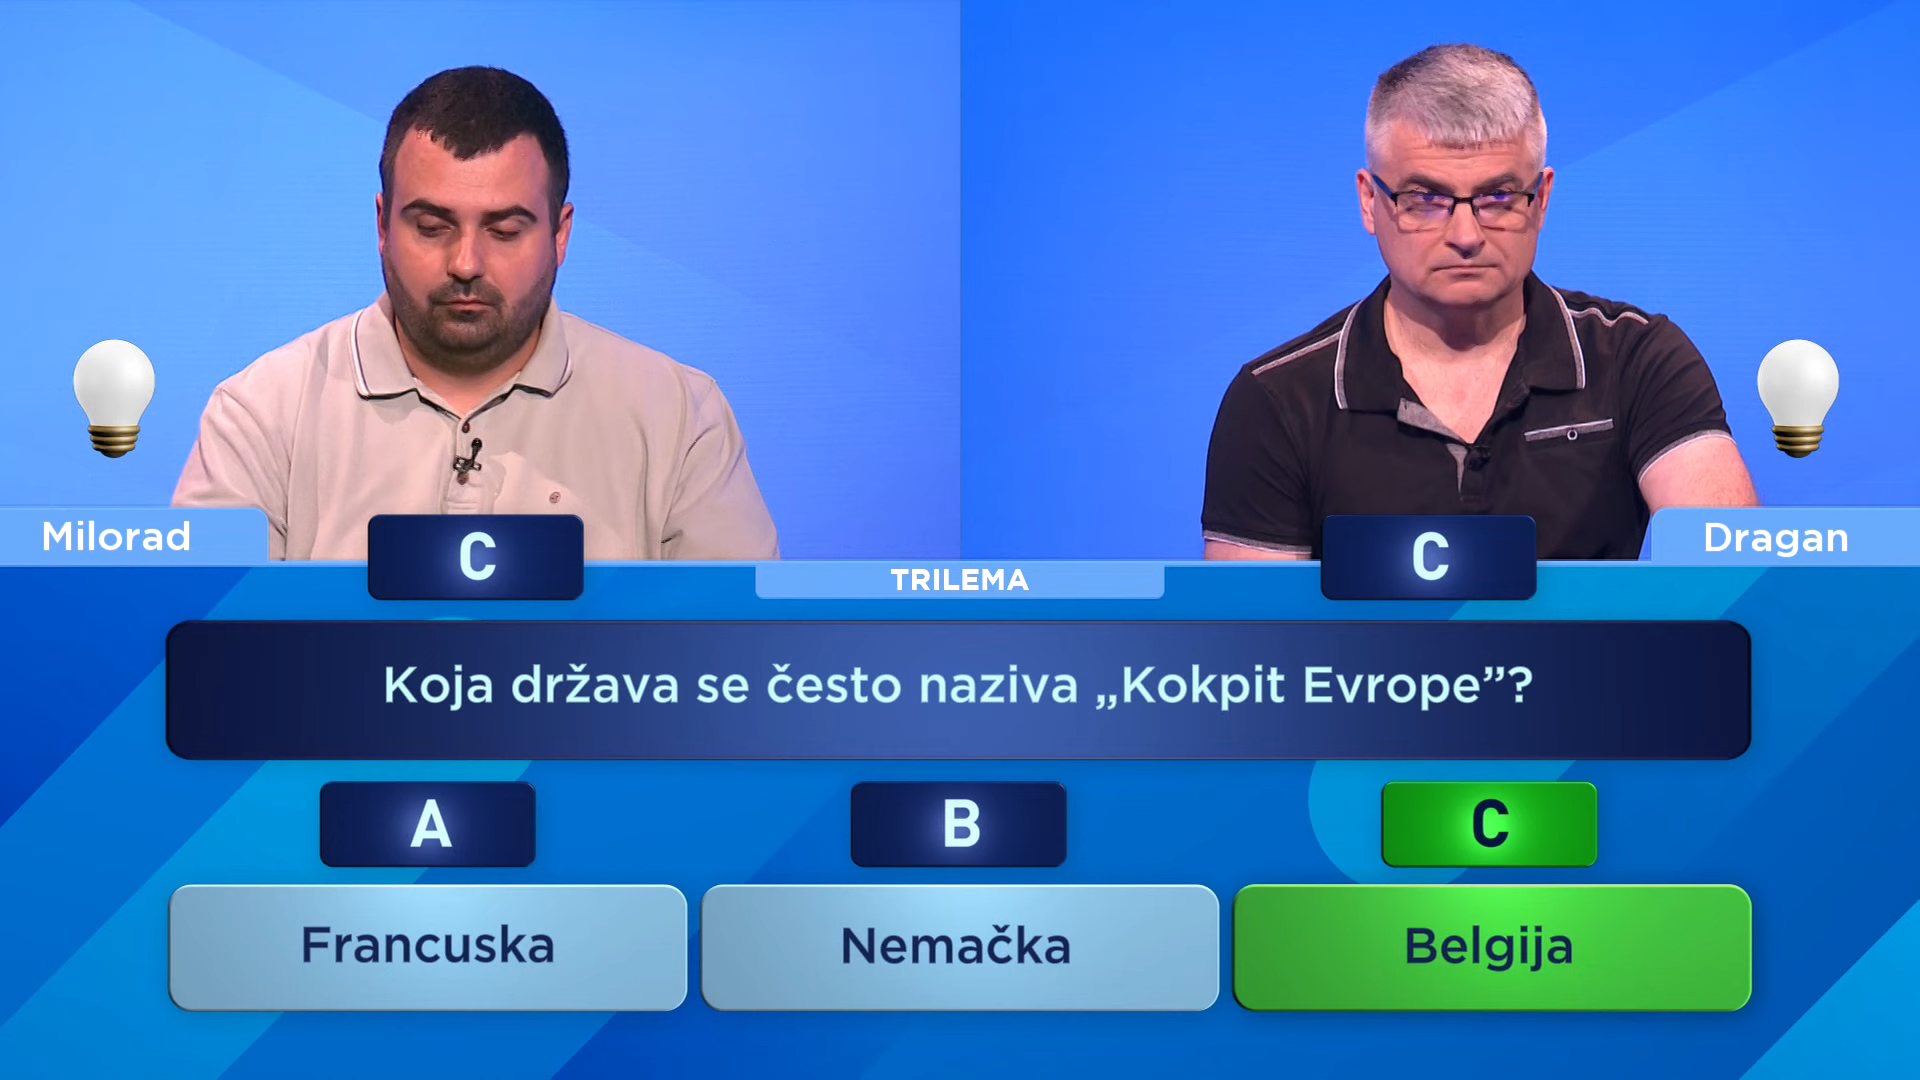 Milorad
Dragan
C
C
TRILEMA
Koja država se često naziva „Kokpit Evrope”?
A
B
C
Francuska
Nemačka
Belgija